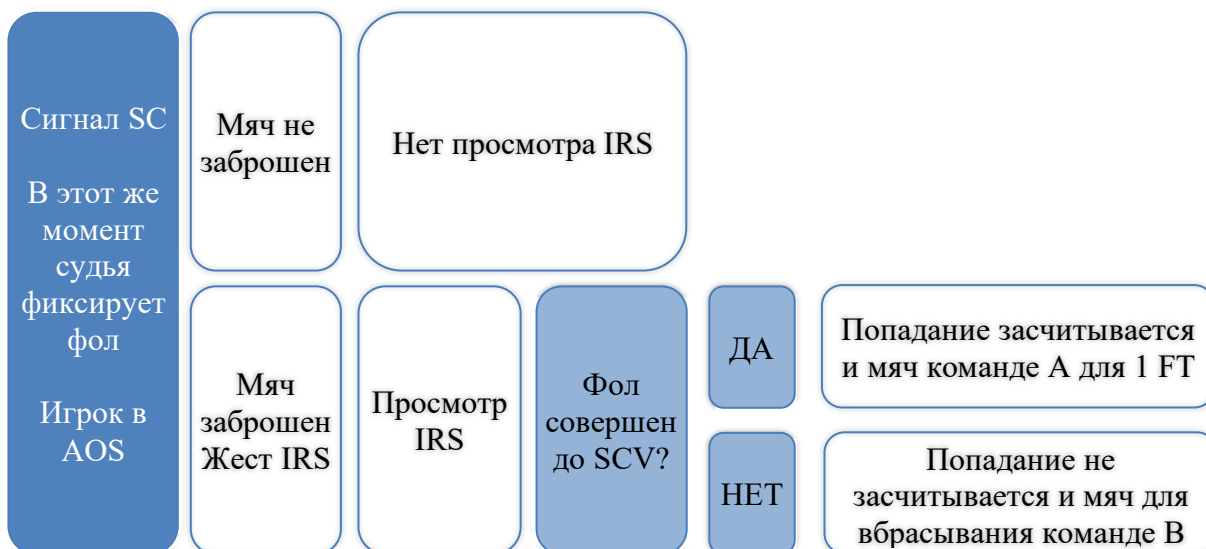 Сигнал SC
В этот же
момент
судья
фиксирует
фол
Игрок в
AOS
Мяч не
заброшен
Нет просмотра IRS
Мяч
заброшен
Жест IRS
Просмотр
IRS
Фол
совершен
до SCV?
ДА
Попадание засчитывается
и мяч команде А для 1 FT
НЕТ
Попадание не
засчитывается и мяч для
вбрасывания команде В